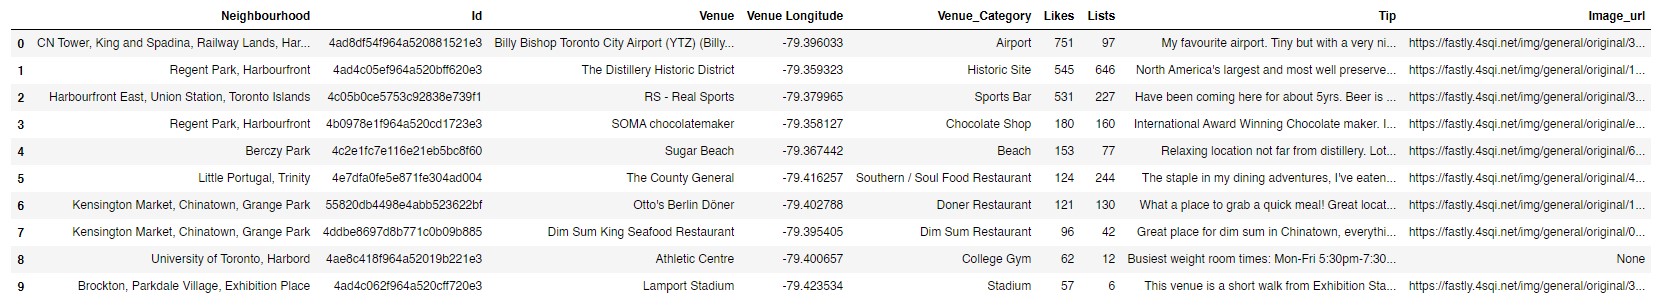 Neighbourhood Id Venue Venue Longitude Venue_Category Likes Lists Tip Image_url
0 CN Tower, King and Spadina, Railway Lands, Har... 4ad8df54f964a520881521e3 Billy Bishop Toronto City Airport (YTZ) (Billy... -79.396033 Airport 751 97 My favourite airport. Tiny but with a very ni... https://fastly.4sqi.net/img/general/original/3...
1 Regent Park, Harbourfront 4ad4c05ef964a520bff620e3 The Distillery Historic District -79.359323 Historic Site 545 646 North America's largest and most well preserve... https://fastly.4sqi.net/img/general/original/1...
2 Harbourfront East, Union Station, Toronto Islands 4c05b0ce5753c92838e739f1 RS - Real Sports -79.379965 Sports Bar 531 227 Have been coming here for about 5yrs. Beer is ... https://fastly.4sqi.net/img/general/original/3...
3 Regent Park, Harbourfront 4b0978e1f964a520cd1723e3 SOMA chocolatemaker -79.358127 Chocolate Shop 180 160 International Award Winning Chocolate maker. I... https://fastly.4sqi.net/img/general/original/e...
4 Berczy Park 4c2e1fc7e116e21eb5bc8f60 Sugar Beach -79.367442 Beach 153 77 Relaxing location not far from distillery. Lot... https://fastly.4sqi.net/img/general/original/6...
5 Little Portugal, Trinity 4e7dfa0fe5e871fe304ad004 The County General -79.416257 Southern / Soul Food Restaurant 124 244 The staple in my dining adventures, I've eaten... https://fastly.4sqi.net/img/general/original/4...
6 Kensington Market, Chinatown, Grange Park 55820db4498e4abb523622bf Otto's Berlin Döner -79.402788 Doner Restaurant 121 130 What a place to grab a quick meal! Great locat... https://fastly.4sqi.net/img/general/original/1...
7 Kensington Market, Chinatown, Grange Park 4ddbe8697d8b771c0b09b885 Dim Sum King Seafood Restaurant -79.395405 Dim Sum Restaurant 96 42 Great place for dim sum in Chinatown, everythi... https://fastly.4sqi.net/img/general/original/0...
8 University of Toronto, Harbord 4ae8c418f964a52019b221e3 Athletic Centre -79.400657 College Gym 62 12 Busiest weight room times: Mon-Fri 5:30pm-7:30... None
9 Brockton, Parkdale Village, Exhibition Place 4ad4c062f964a520cff720e3 Lamport Stadium -79.423534 Stadium 57 6 This venue is a short walk from Exhibition Sta... https://fastly.4sqi.net/img/general/original/3...